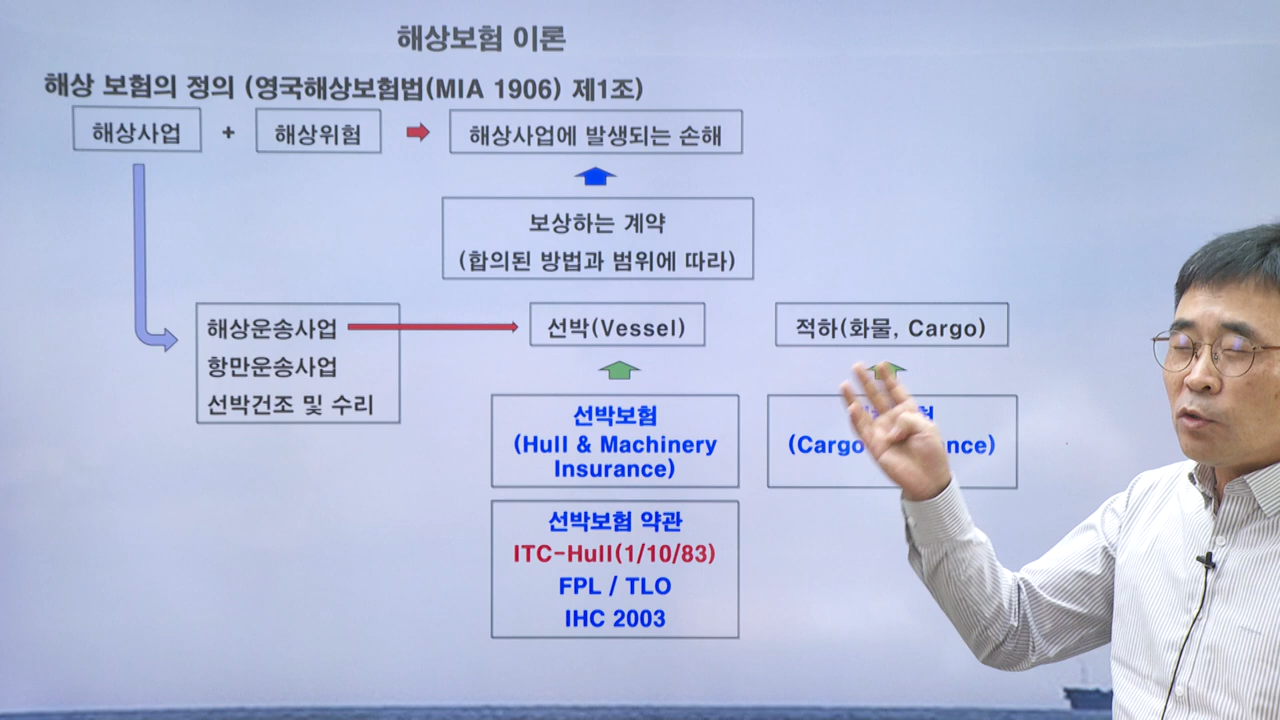 해상보험 이론
해상 보험의 정의 (영국해상보험법(MIA 1906) 제1조)
해상사업 + 해상위험 해상사업에 발생되는 손해
보상하는 계약
(합의된 방법과 범위에 따라)
해상운송사업
항만운송사업
선박건조 및 수리
선박(Vessel)
적하(화물, Cargo)
선박보험
(Hull & Machinery
Insurance)
(Cargo
선박보험 약관
ITC-Hull(1/10/83)
FPL / TLO
IHC 2003